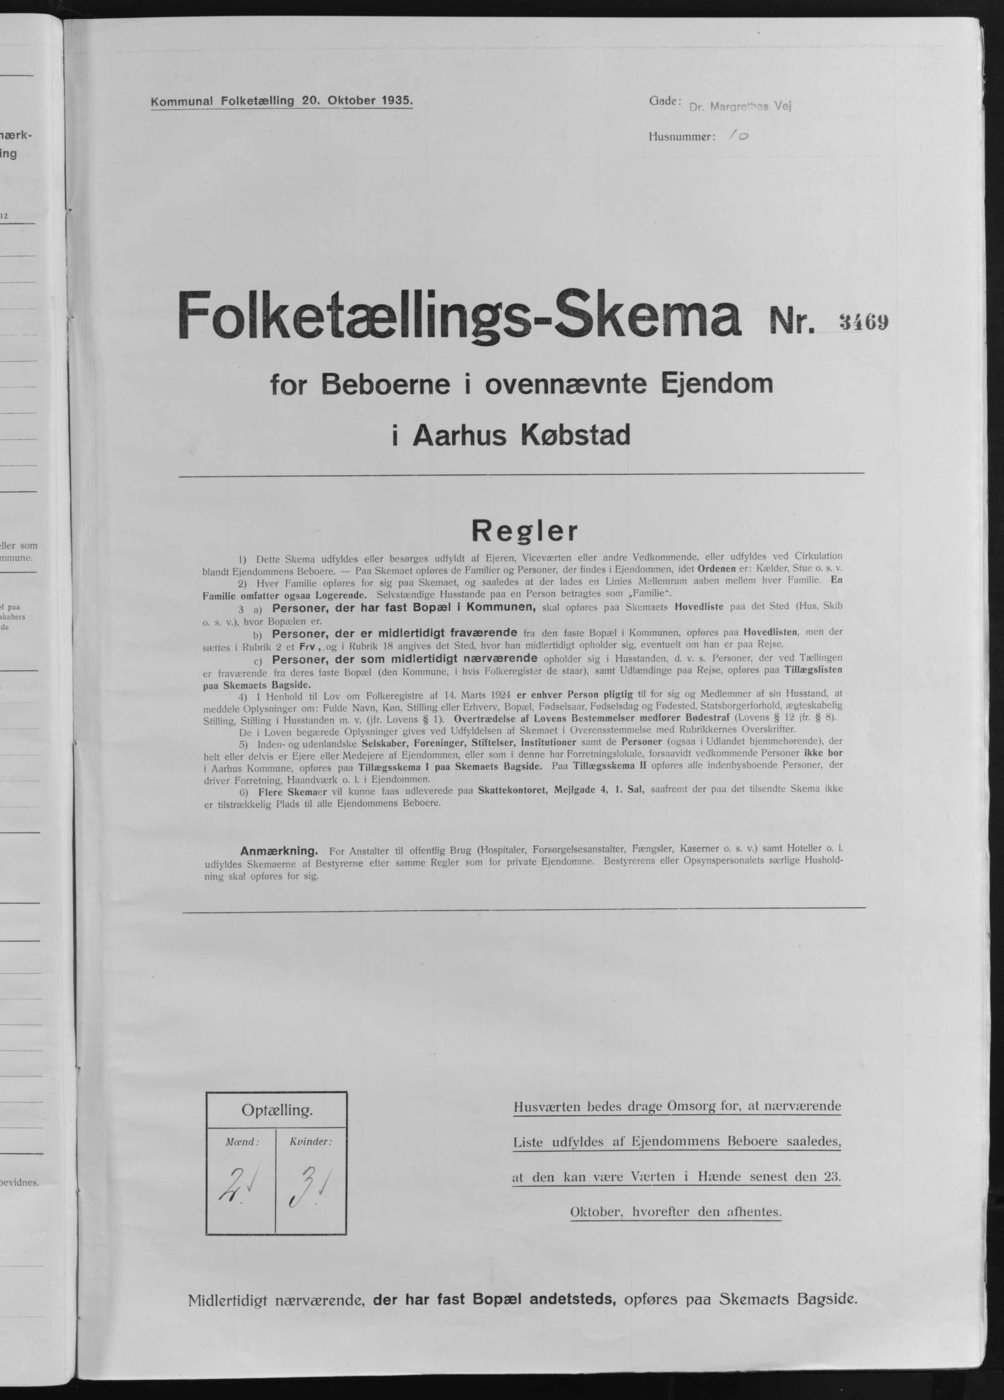 Kommunal Folketælling 20. Oktober 1935.
Gade: Dr. Margrethes Vej
Husnummer: 10
Folketællings-Skema Nr. 3469
for Beboerne i ovennævnte Ejendom
i Aarhus Købstad
Regler
1) Dette Skema udfyldes eller besørges udfyldt af Ejeren, Viceværten eller andre Vedkommende, eller udfyldes ved Cirkulation
blandt Ejendommens Beboere. — Paa Skemaet opføres de Familier og Personer, der findes i Ejendommen, idet Ordenen er: Kælder, Stue o. s. v.
2) Hver Familie opføres for sig paa Skemaet, og saaledes at der lades en Linies Mellemrum aaben mellem hver Familie. En
Familie omfatter ogsaa Logerende. Selvstændige Husstande paa en Person betragtes som „Familie".
3 a) Personer, der har fast Bopæl i Kommunen, skal opføres paa Skemaets Hovedliste paa det Sted (Hus, Skib
o. s. v.), hvor Bopælen er.
b) Personer, der er midlertidigt fraværende fra den faste Bopæl i Kommunen, opføres paa Hovedlisten, men der
sættes i Rubrik 2 et Frv., og i Rubrik 18 angives det Sted, hvor han midlertidigt opholder sig, eventuelt om han er paa Rejse.
c) Personer, der som midlertidigt nærværende opholder sig i Husstanden, d. v. s. Personer, der ved Tællingen
er fraværende fra deres faste Bopæl (den Kommune, i hvis Folkeregister de staar), samt Udlændinge paa Rejse, opføres paa Tillægslisten
paa Skemaets Bagside.
4) I Henhold til Lov om Folkeregistre af 14. Marts 1924 er enhver Person pligtig til for sig og Medlemmer af sin Husstand, at
meddele Oplysninger om: Fulde Navn, Køn, Stilling eller Erhverv, Bopæl, Fødselsaar, Fødselsdag og Fødested, Statsborgerforhold, ægteskabelig
Stilling, Stilling i Husstanden m. v. (jfr. Lovens § 1). Overtrædelse af Lovens Bestemmelser medfører Bødestraf (Lovens § 12 jfr. § 8).
De i Loven begærede Oplysninger gives ved Udfyldelsen af Skemaet i Overensstemmelse med Rubrikkernes Overskrifter.
5) Inden- og udenlandske Selskaber, Foreninger, Stiftelser, Institutioner samt de Personer (ogsaa i Udlandet hjemmehørende), der
helt eller delvis er Ejere eller Medejere af Ejendommen, eller som i denne har Forretningslokale, forsaavidt vedkommende Personer ikke bor
i Aarhus Kommune, opføres paa Tillægsskema I paa Skemaets Bagside. Paa Tillægsskema II opføres alle indenbysboende Personer, der
driver Forretning, Haandværk o. l. i Ejendommen.
6) Flere Skemaer vil kunne faas udleverede paa Skattekontoret, Mejlgade 4, 1. Sal, saafremt der paa det tilsendte Skema ikke
er tilstrækkelig Plads til alle Ejendommens Beboere.
Anmærkning. For Anstalter til offentlig Brug (Hospitaler, Forsorgelsesanstalter, Fængsler, Kaserner o. s. v.) samt Hoteller o. l.
udfyldes Skemaerne af Bestyrerne efter samme Regler som for private Ejendomme. Bestyrerens eller Opsynspersonalets særlige Hushold-
ning skal opføres for sig.
Optælling.
Mænd: Kvinder:
2 3
Husværten bedes drage Omsorg for, at nærværende
Liste udfyldes af Ejendommens Beboere saaledes,
at den kan være Værten i Hænde senest den 23.
Oktober, hvorefter den afhentes.
Midlertidigt nærværende, der har fast Bopæl andetsteds, opføres paa Skemaets Bagside.